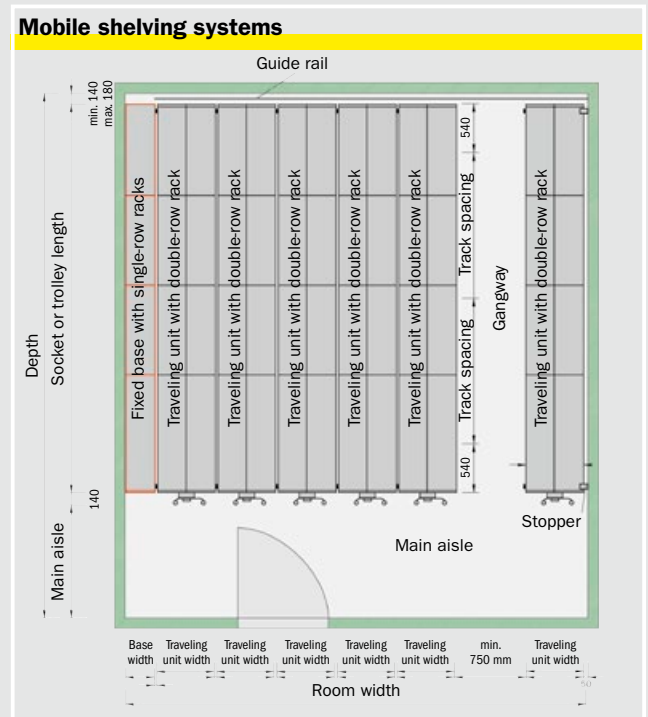 Mobile shelving systems
Guide rail
min. 140
max. 180
540
Depth
Socket or trolley length
Fixed base with single-row racks
Traveling unit with double-row rack
Traveling unit with double-row rack
Traveling unit with double-row rack
Traveling unit with double-row rack
Traveling unit with double-row rack
Track spacing
Track spacing
Gangway
Traveling unit with double-row rack
540
140
Stopper
Main aisle
Main aisle
Base
width
Traveling
unit width
Traveling
unit width
Traveling
unit width
Traveling
unit width
Traveling
unit width
min.
750 mm
Traveling
unit width
50
Room width